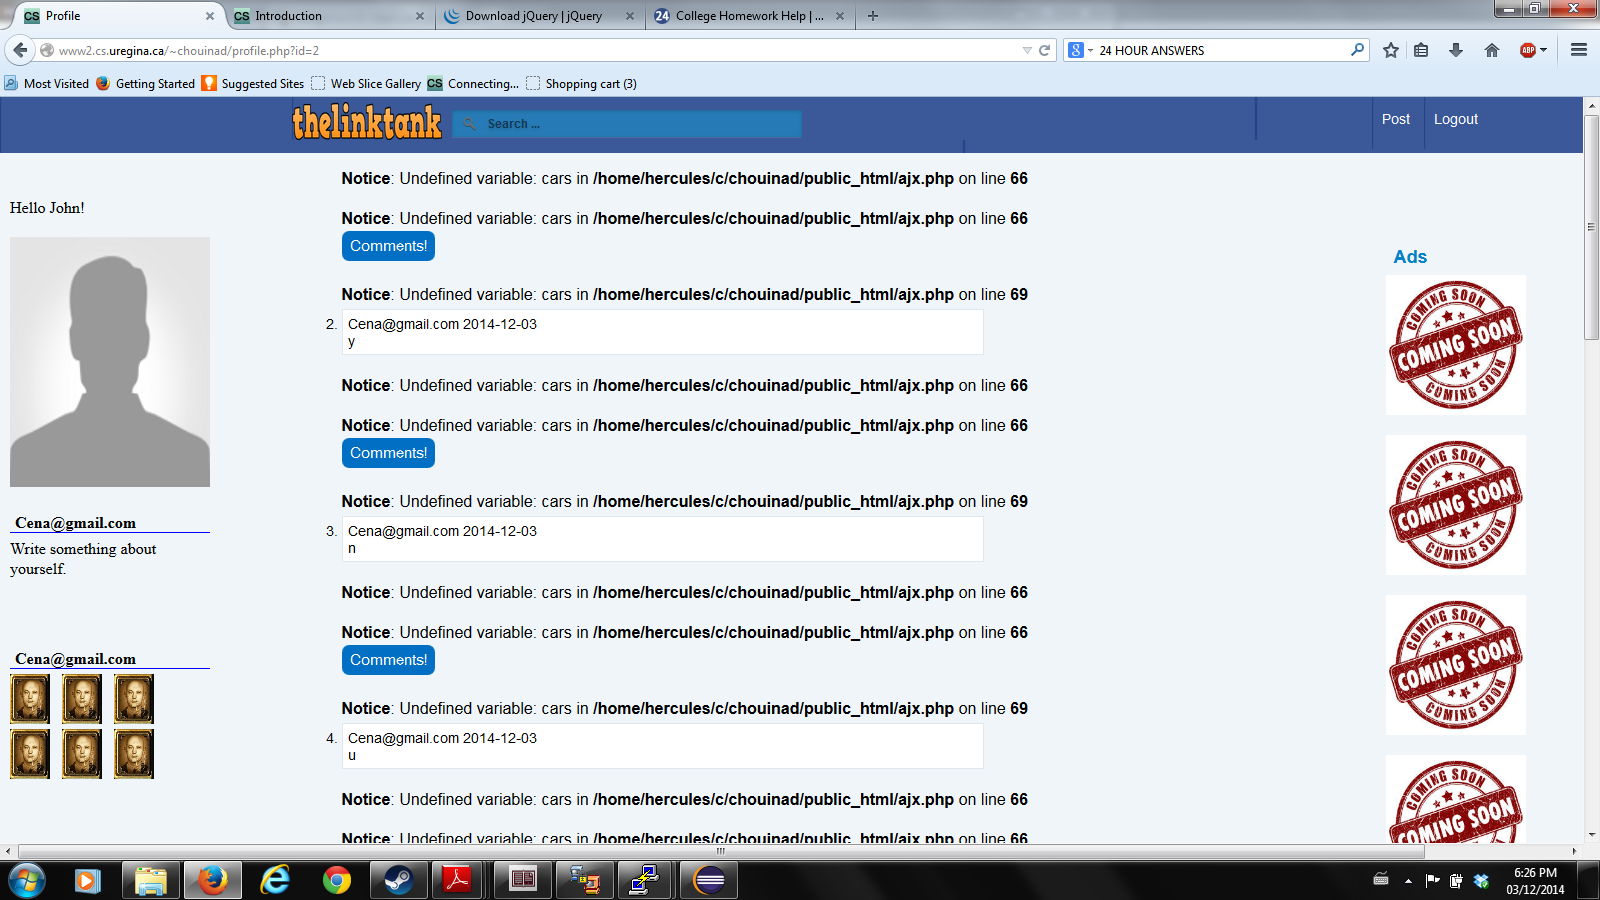 Profile
Introduction
Download jQuery | jQuery
24 College Homework Help | ...
www2.cs.uregina.ca/~chouinad/profile.php?id=2
24 HOUR ANSWERS
ABP
Most Visited
Getting Started
Suggested Sites
Web Slice Gallery
CS Connecting...
Shopping cart (3)
thelinktank
Search ...
Post
Logout
Hello John!
Cena@gmail.com
Write something about
yourself.
Cena@gmail.com
Notice: Undefined variable: cars in /home/hercules/c/chouinad/public_html/ajx.php on line 66
Notice: Undefined variable: cars in /home/hercules/c/chouinad/public_html/ajx.php on line 66
Comments!
Notice: Undefined variable: cars in /home/hercules/c/chouinad/public_html/ajx.php on line 69
2. Cena@gmail.com 2014-12-03
y
Notice: Undefined variable: cars in /home/hercules/c/chouinad/public_html/ajx.php on line 66
Notice: Undefined variable: cars in /home/hercules/c/chouinad/public_html/ajx.php on line 66
Comments!
Notice: Undefined variable: cars in /home/hercules/c/chouinad/public_html/ajx.php on line 69
3. Cena@gmail.com 2014-12-03
n
Notice: Undefined variable: cars in /home/hercules/c/chouinad/public_html/ajx.php on line 66
Notice: Undefined variable: cars in /home/hercules/c/chouinad/public_html/ajx.php on line 66
Comments!
Notice: Undefined variable: cars in /home/hercules/c/chouinad/public_html/ajx.php on line 69
4. Cena@gmail.com 2014-12-03
u
Notice: Undefined variable: cars in /home/hercules/c/chouinad/public_html/ajx.php on line 66
Notice: Undefined variable: cars in /home/hercules/c/chouinad/public_html/ajx.php on line 66
Ads
COMING SOON
COMING SOON
COMING SOON
COMING SOON
COMING SOON
COMING SOON
COMING SOON
COMING SOON
COMING SOON
COMING SOON
COMING SOON
6:26 PM
03/12/2014